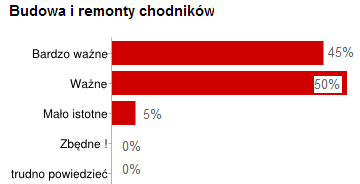 Budowa i remonty chodników
Bardzo ważne 45%
Ważne 50%
Mało istotne 5%
Zbędne ! 0%
trudno powiedzieć 0%